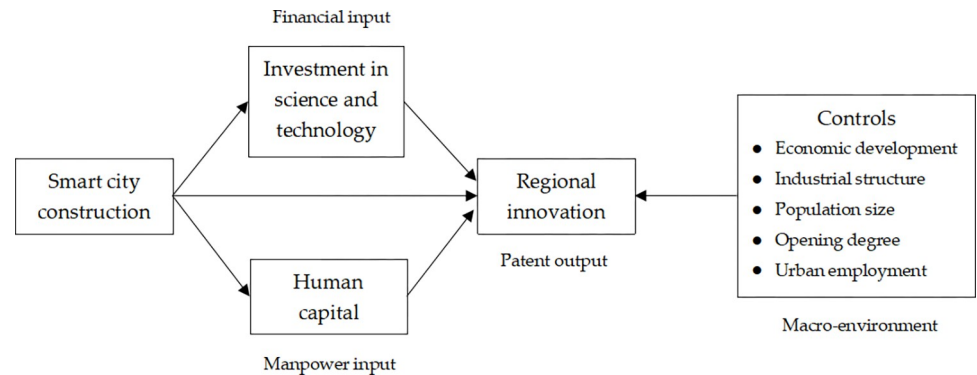 Financial input
Investment in
science and
technology
Smart city
construction
Regional
innovation
Patent output
Human
capital
Manpower input
Controls
● Economic development
● Industrial structure
● Population size
● Opening degree
● Urban employment
Macro-environment